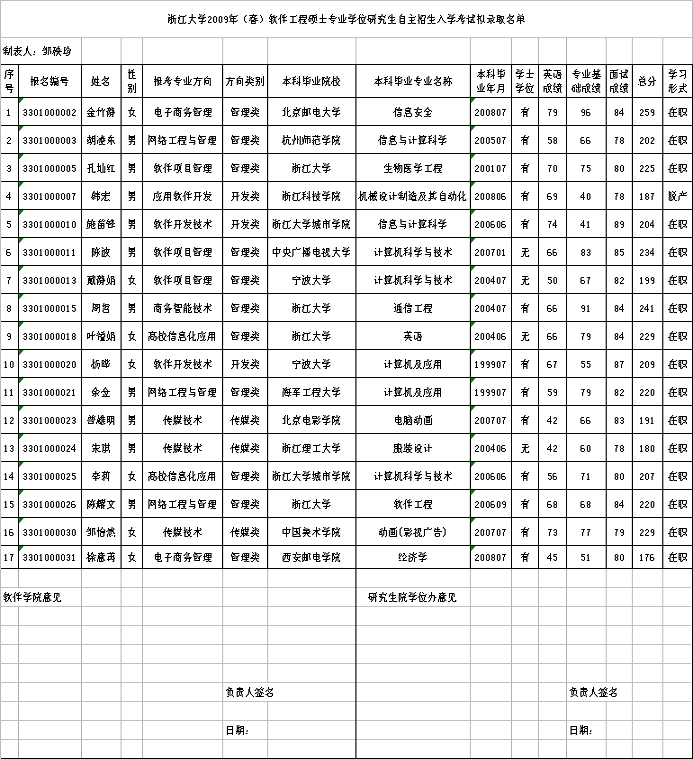 浙江大学2009年（春）软件工程硕士专业学位研究生自主招生入学考试拟录取名单
制表人：邹映玲
序号 报名编号 姓名 性别 报考专业方向 方向类别 本科毕业院校 本科毕业专业名称 本科毕业年月 学士学位 英语成绩 专业基础成绩 面试成绩 总分 学习形式
1 3301000002 金竹薛 女 电子商务管理 管理类 北京邮电大学 信息安全 200807 有 79 96 84 259 在职
2 3301000003 胡凌东 男 网络工程与管理 管理类 杭州师范学院 信息与计算科学 200507 有 58 66 78 202 在职
3 3301000005 孔灿红 男 软件项目管理 管理类 浙江大学 生物医学工程 200107 有 70 75 80 225 在职
4 3301000007 韩宏 男 应用软件开发 开发类 浙江科技学院 机械设计制造及其自动化 200806 有 69 40 78 187 脱产
5 3301000010 施苗锋 男 软件开发技术 开发类 浙江大学城市学院 信息与计算科学 200606 有 74 41 89 204 在职
6 3301000011 陈波 男 软件项目管理 管理类 中央广播电视大学 计算机科学与技术 200701 无 66 83 85 234 在职
7 3301000013 戴薛娟 女 软件项目管理 管理类 宁波大学 计算机科学与技术 200407 无 50 67 82 199 在职
8 3301000015 周哲 男 商务智能技术 管理类 浙江大学 通信工程 200407 有 66 91 84 241 在职
9 3301000018 叶 娟 女 高校信息化应用 管理类 浙江大学 英语 200406 无 66 79 84 229 在职
10 3301000020 杨晔 女 软件开发技术 开发类 宁波大学 计算机及应用 199907 有 67 55 87 209 在职
11 3301000021 余金 男 网络工程与管理 管理类 海军工程大学 计算机及应用 199907 有 59 79 82 220 在职
12 3301000023 曾雄明 男 传媒技术 传媒类 北京电影学院 电脑动画 200707 有 42 66 83 191 在职
13 3301000024 朱琪 男 传媒技术 传媒类 浙江理工大学 服装设计 200406 无 42 60 78 180 在职
14 3301000025 李莉 女 高校信息化应用 管理类 浙江大学城市学院 计算机科学与技术 200606 有 56 71 80 207 在职
15 3301000026 陈耀文 男 网络工程与管理 管理类 浙江大学 软件工程 200609 有 68 68 84 220 在职
16 3301000030 邹怡然 女 传媒技术 传媒类 中国美术学院 动画(影视广告) 200707 有 73 77 79 229 在职
17 3301000031 徐意苒 女 电子商务管理 管理类 西安邮电学院 经济学 200807 有 45 51 80 176 在职
软件学院意见 研究生院学位办意见
负责人签名 负责人签名
日期： 日期：